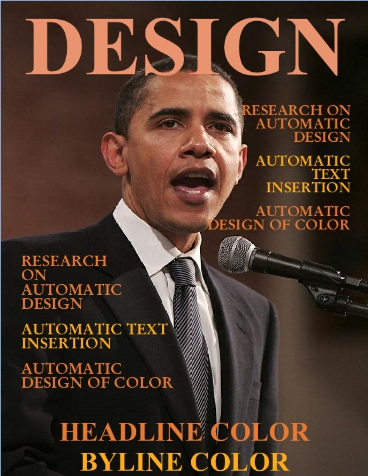 DESIGN
RESEARCH ON
AUTOMATIC
DESIGN
AUTOMATIC
TEXT
INSERTION
AUTOMATIC
DESIGN OF COLOR
RESEARCH
ON
AUTOMATIC
DESIGN
AUTOMATIC TEXT
INSERTION
AUTOMATIC
DESIGN OF COLOR
HEADLINE COLOR
BYLINE COLOR